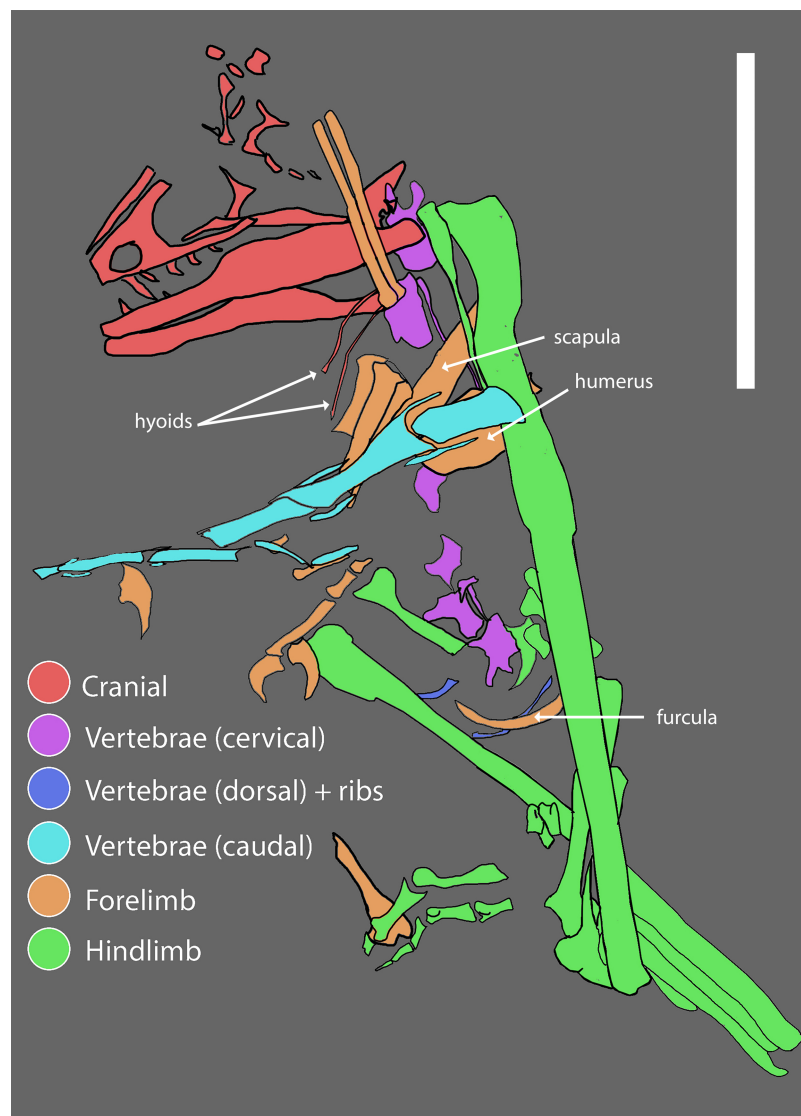 scapula
humerus
hyoids
Cranial
Vertebrae (cervical)
furcula
Vertebrae (dorsal) + ribs
Vertebrae (caudal)
Forelimb
Hindlimb